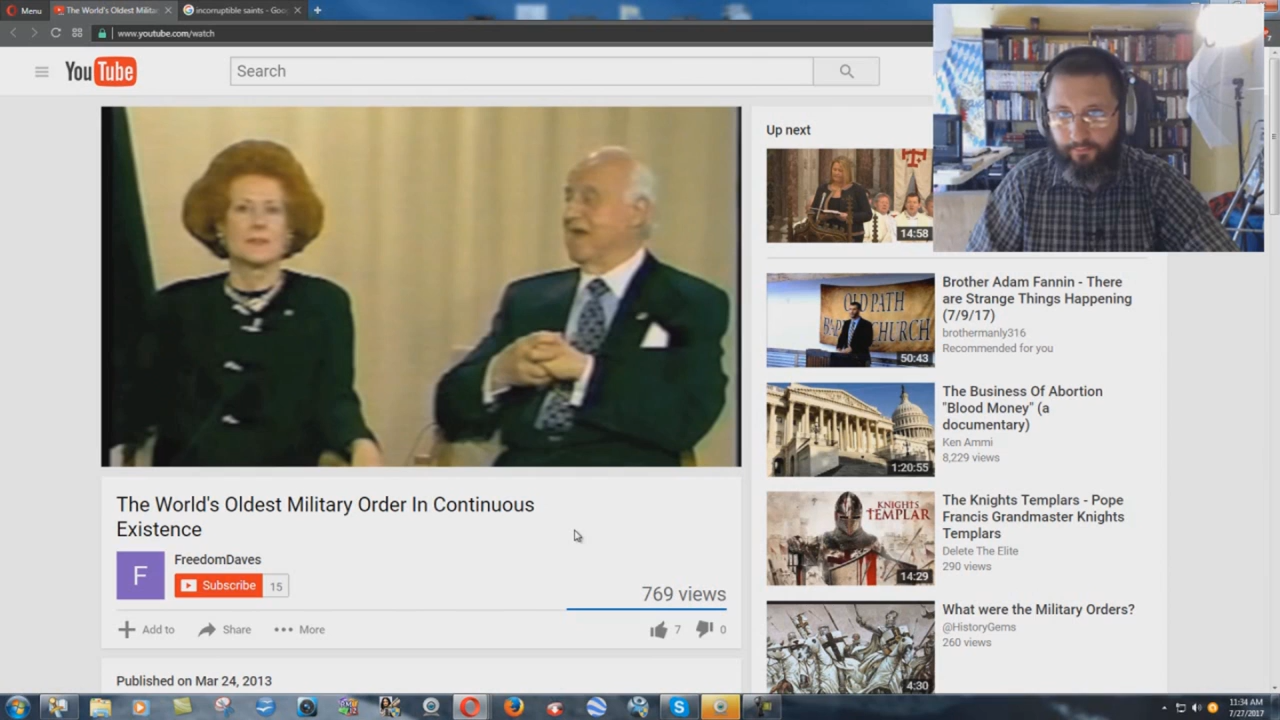 Menu
The World's Oldest Militar
incorruptible saints - Goo
www.youtube.com/watch
YouTube
Search
Up next
14:58
Brother Adam Fannin - There
are Strange Things Happening
(7/9/17)
brothermanly316
Recommended for you
OLD PATH
50:43
The Business Of Abortion
"Blood Money" (a
documentary)
Ken Ammi
8,229 views
1:20:55
The Knights Templars - Pope
Francis Grandmaster Knights
Templars
Delete The Elite
290 views
KNIGHTS
TEMPLAR
14:29
What were the Military Orders?
@HistoryGems
260 views
4:30
The World's Oldest Military Order In Continuous
Existence
F
FreedomDaves
Subscribe 15
769 views
Add to Share More 7 0
Published on Mar 24, 2013
11:34 AM
7/27/2017